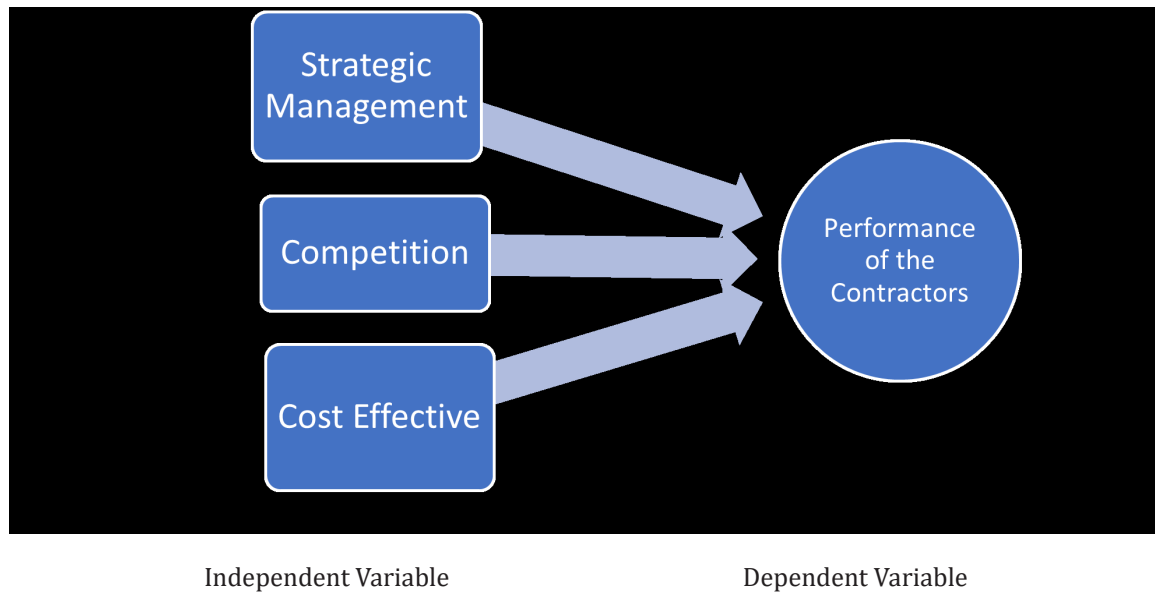 Strategic
Management
Competition
Cost Effective
Performance
of the
Contractors
Independent Variable
Dependent Variable